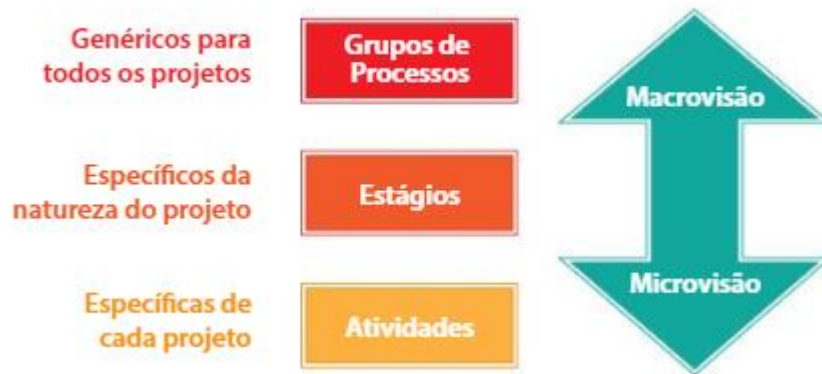 Genéricos para
todos os projetos
Grupos de
Processos
Macrovisão
Específicos da
natureza do projeto
Estágios
Microvisão
Específicas de
cada projeto
Atividades